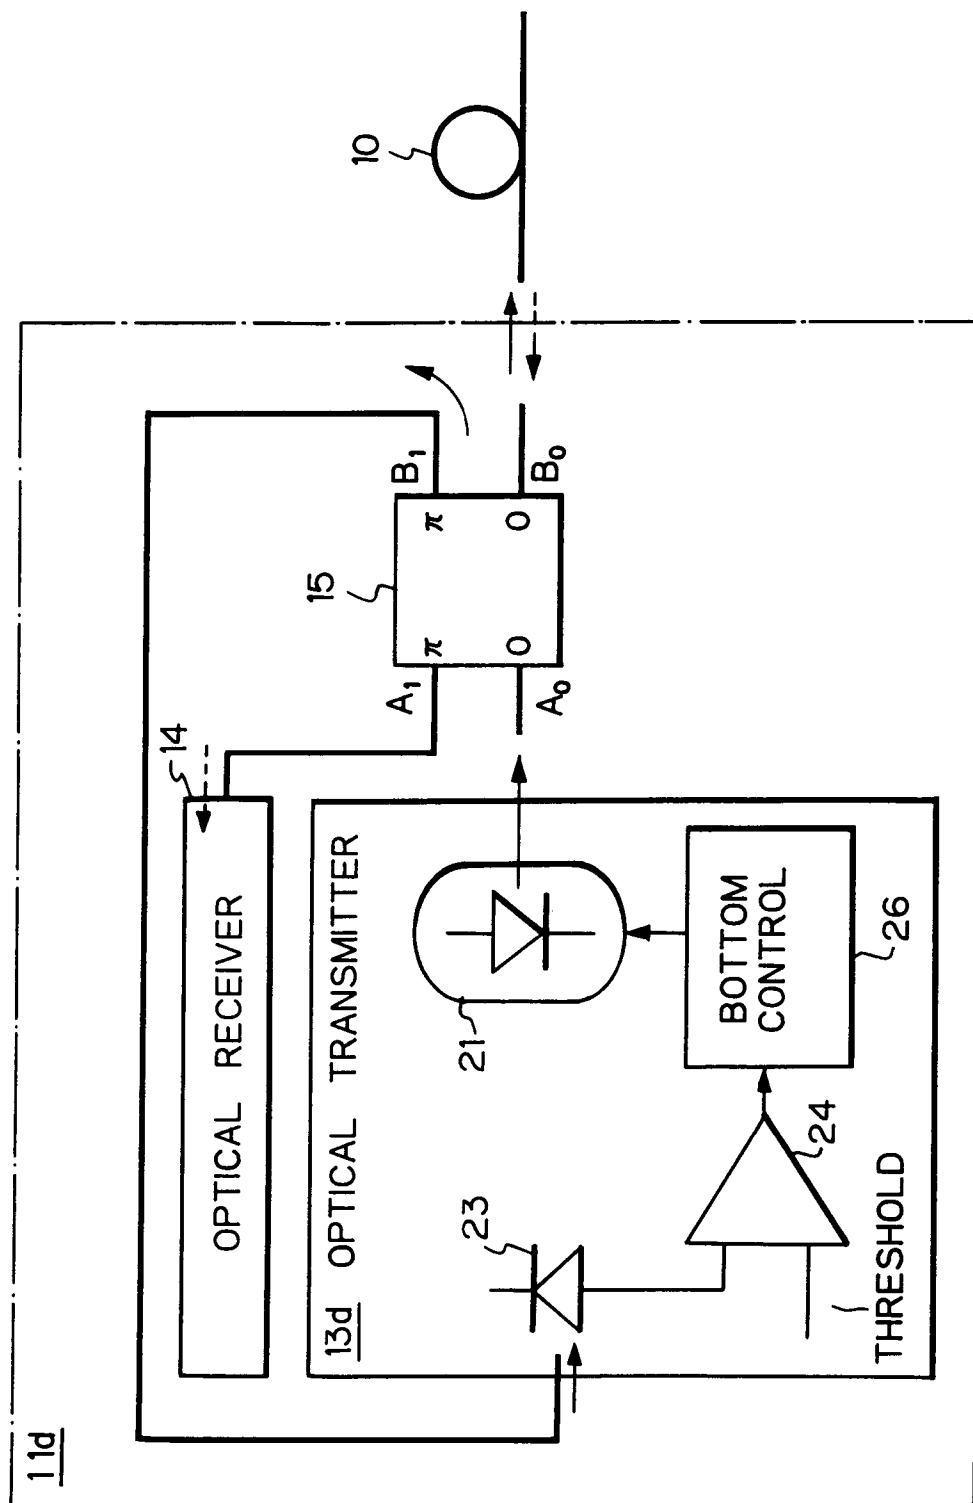 11d
10
14
OPTICAL RECEIVER
15
A₁
π
π
B₁
A₀
0
0
B₀
13d OPTICAL TRANSMITTER
23
21
24
BOTTOM
CONTROL
26
THRESHOLD